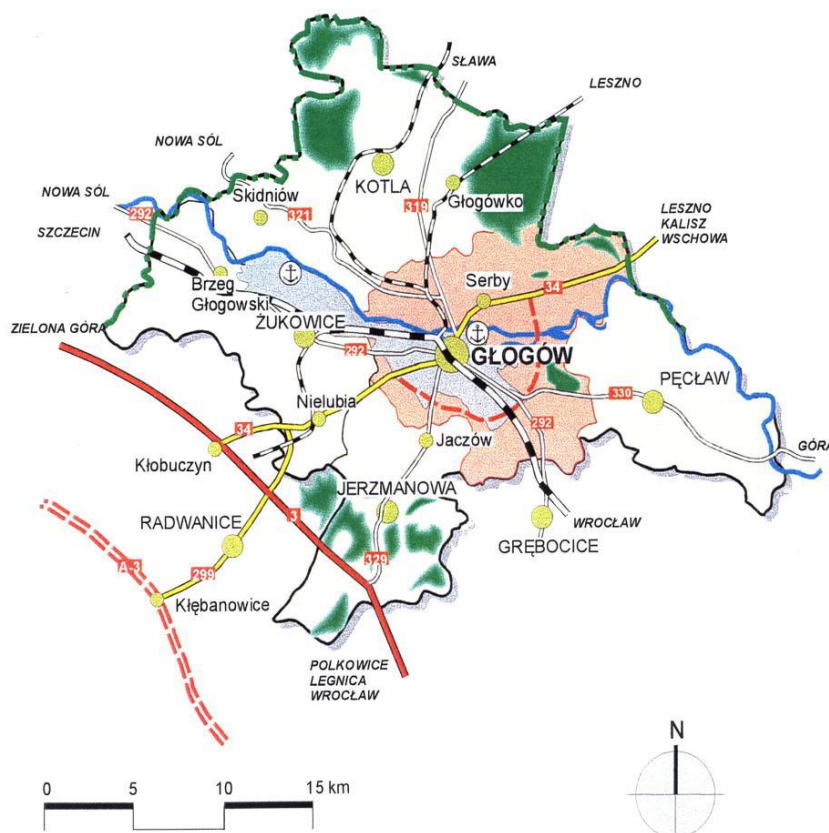 SŁAWA
LESZNO
NOWA SÓL
KOTLA
Głogówko
NOWA SÓL
Skidniów
292
321
319
LESZNO
KALISZ
WSCHOWA
SZCZECIN
Brzeg
Głogowski
Serby
34
ZIELONA GÓRA
ŻUKOWICE
292
GŁOGÓW
PĘCŁAW
330
Nielubia
292
34
Jaczów
GÓRA
Kłobuczyn
JERZMANOWA
RADWANICE
3
WROCŁAW
GRĘBOCICE
A-3
299
329
Kłębanowice
POLKOWICE
LEGNICA
WROCŁAW
N
0 5 10 15 km